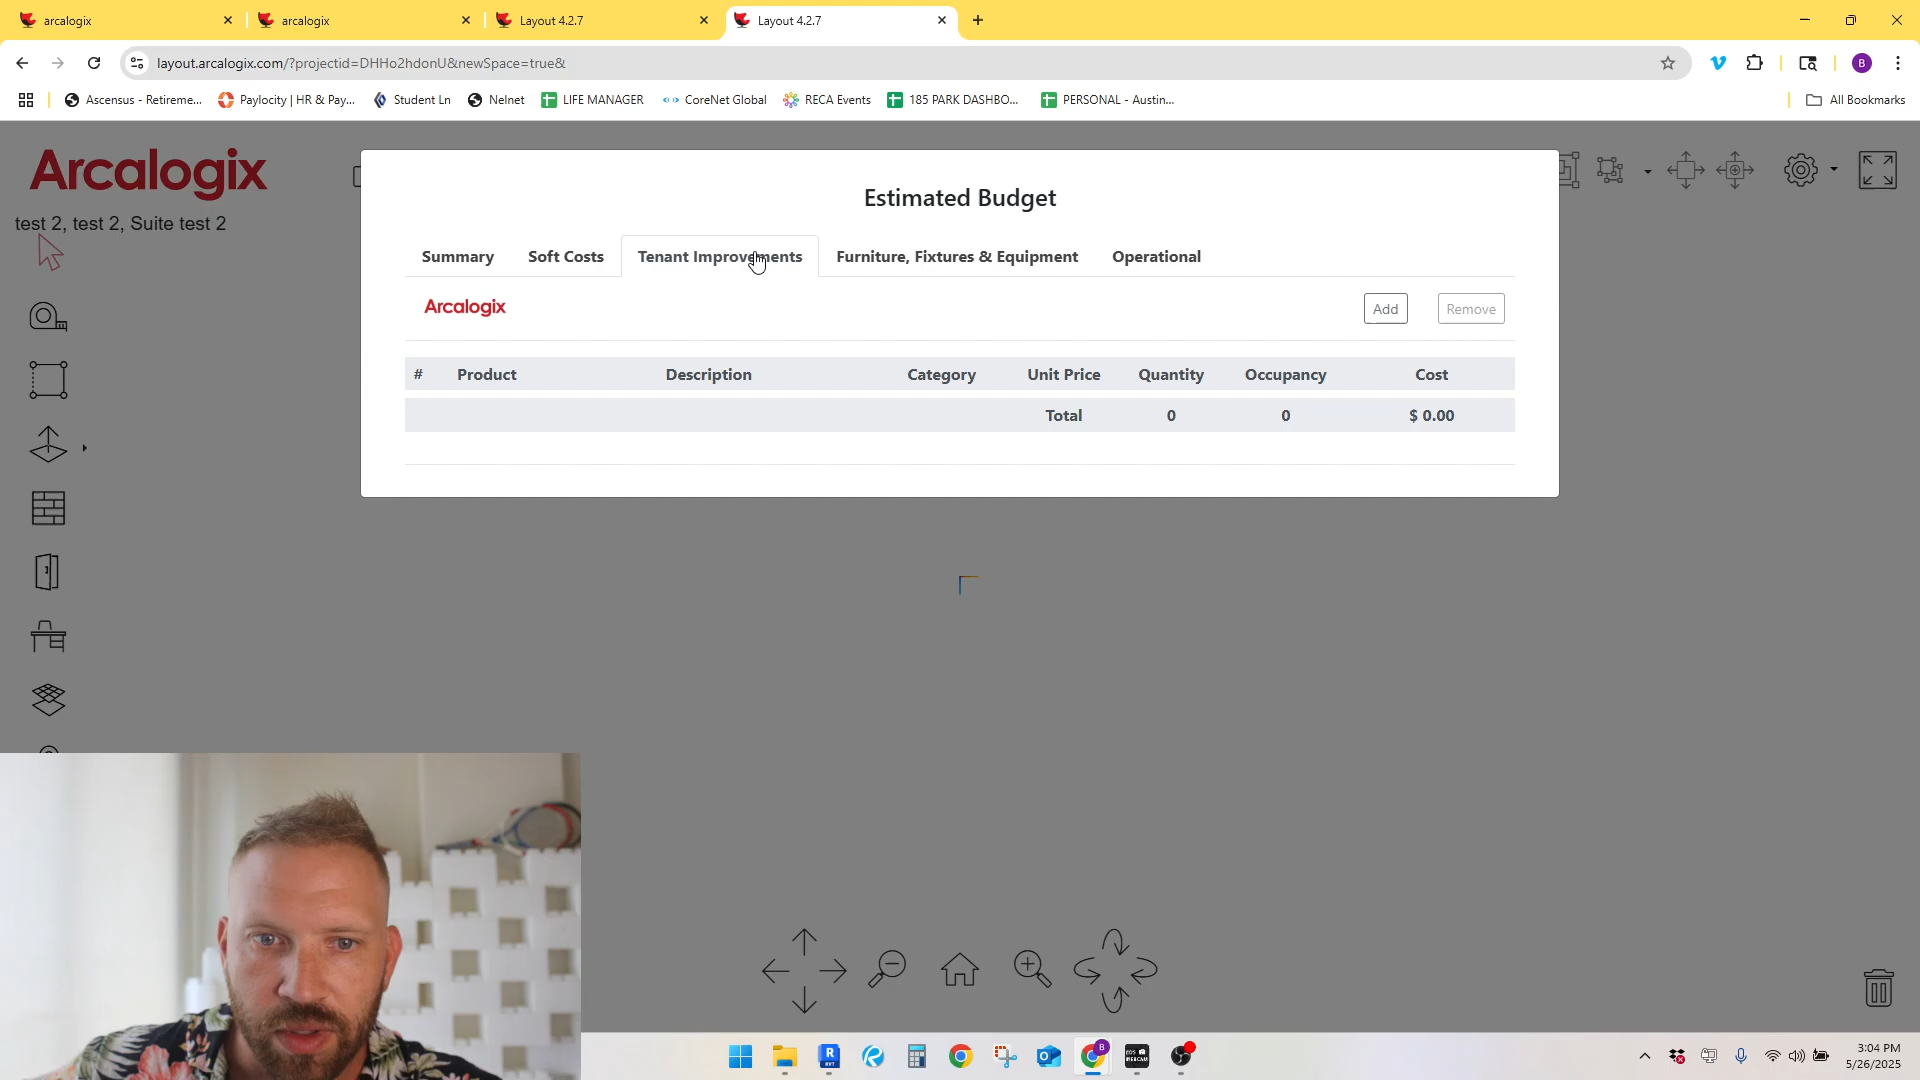 arcalogix
arcalogix
Layout 4.2.7
Layout 4.2.7
layout.arcalogix.com/?projectid=DHHo2hdonU&newSpace=true&
B
Ascensus - Retireme...
Paylocity | HR & Pay...
Student Ln
Nelnet
LIFE MANAGER
CoreNet Global
RECA Events
185 PARK DASHBO...
PERSONAL - Austin...
All Bookmarks
Arcalogix
test 2, test 2, Suite test 2
Estimated Budget
Summary
Soft Costs
Tenant Improvements
Furniture, Fixtures & Equipment
Operational
Arcalogix
Add
Remove
# Product Description Category Unit Price Quantity Occupancy Cost
Total 0 0 $ 0.00
3:04 PM
5/26/2025